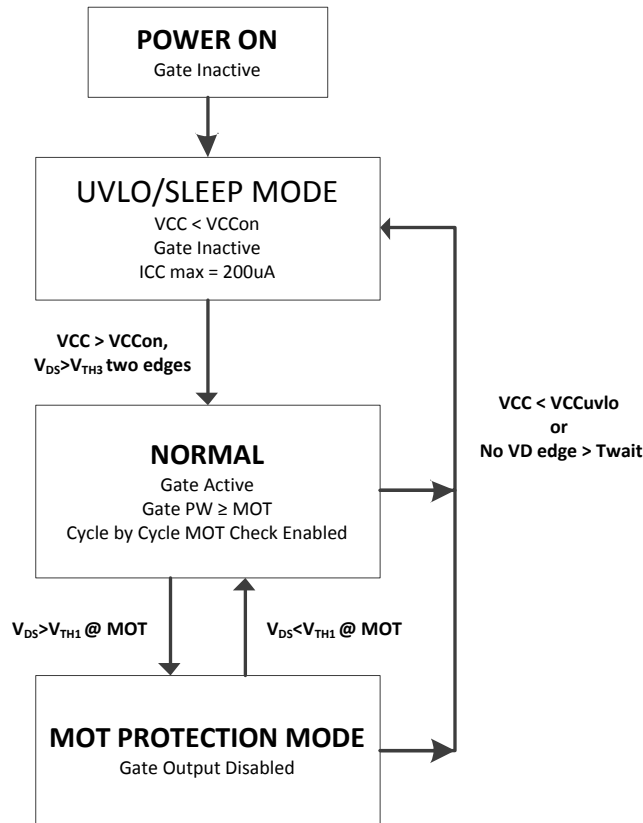 POWER ON
Gate Inactive
UVLO/SLEEP MODE
VCC < VCCon
Gate Inactive
ICC max = 200uA
VCC > VCCon,
VDS>VTH3 two edges
VCC < VCCuvlo
or
No VD edge > Twait
NORMAL
Gate Active
Gate PW ≥ MOT
Cycle by Cycle MOT Check Enabled
VDS>VTH1 @ MOT
VDS<VTH1 @ MOT
MOT PROTECTION MODE
Gate Output Disabled